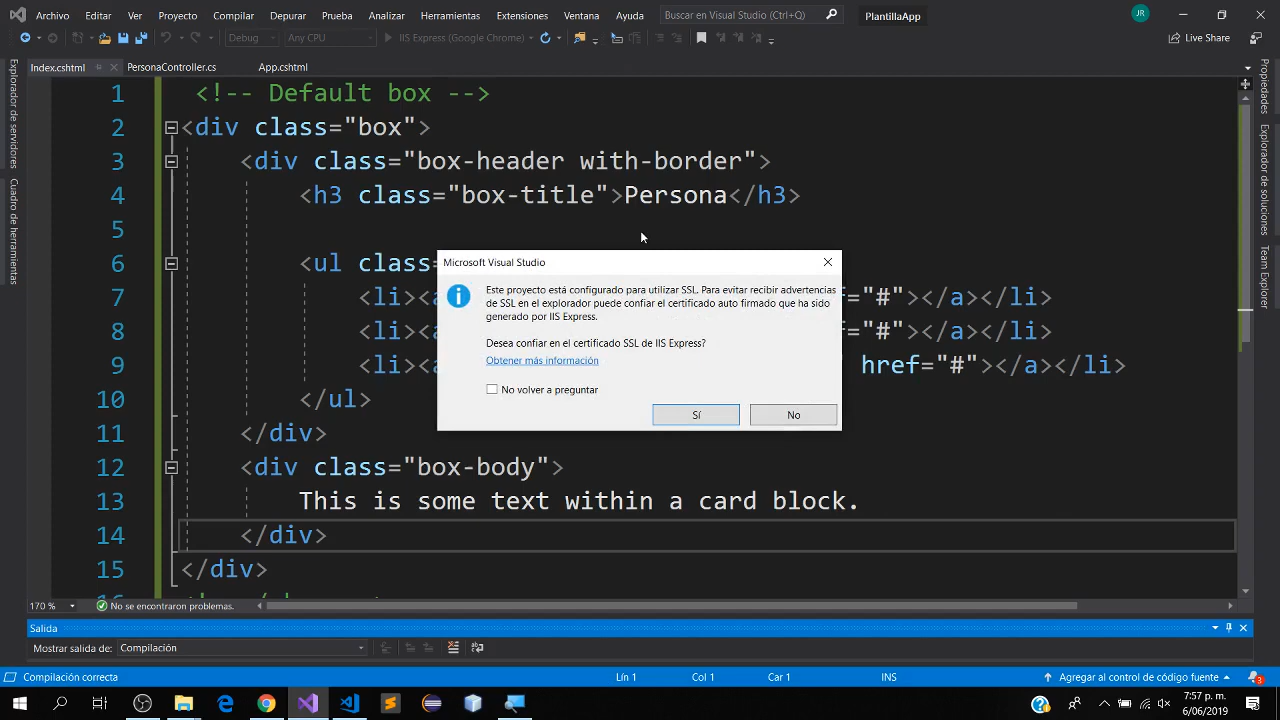 Archivo Editar Ver Proyecto Compilar Depurar Prueba Analizar Herramientas Extensiones Ventana Ayuda Buscar en Visual Studio (Ctrl+Q) PlantillaApp JR
Debug Any CPU IIS Express (Google Chrome) Live Share
Index.cshtml PersonaController.cs App.cshtml
Explorador de servidores
Cuadro de herramientas
Propiedades
Explorador de soluciones
Team Explorer
1 <!-- Default box -->
2 <div class="box">
3 <div class="box-header with-border">
4 <h3 class="box-title">Persona</h3>
5
6 <ul class=
7 <li><a ="#"></a></li>
8 <li><a ="#"></a></li>
9 <li><a href="#"></a></li>
10 </ul>
11 </div>
12 <div class="box-body">
13 This is some text within a card block.
14 </div>
15 </div>
Microsoft Visual Studio
Este proyecto está configurado para utilizar SSL. Para evitar recibir advertencias
de SSL en el explorador puede confiar el certificado auto firmado que ha sido
generado por IIS Express.
Desea confiar en el certificado SSL de IIS Express?
Obtener más información
No volver a preguntar
Sí No
170 % No se encontraron problemas.
Salida
Mostrar salida de: Compilación
Compilación correcta Lín 1 Col 1 Car 1 INS Agregar al control de código fuente 3
7:57 p. m.
6/06/2019